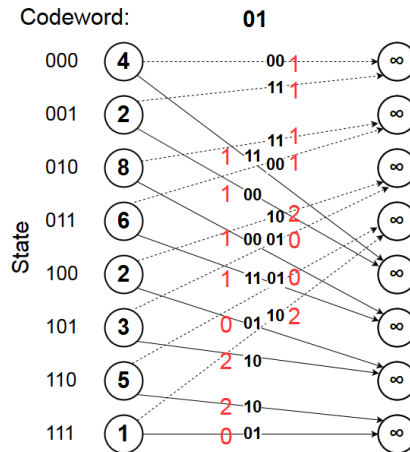 Codeword: 01
000 4 00 1 ∞
11 1
001 2 ∞
11 1
010 8 1 11 00 1 ∞
1 00
10 2
011 6 1 00 01 0 ∞
100 2 1 11 01 0 ∞
10 2
101 3 0 01 ∞
2 10
110 5 ∞
2 10
111 1 0 01 ∞
State